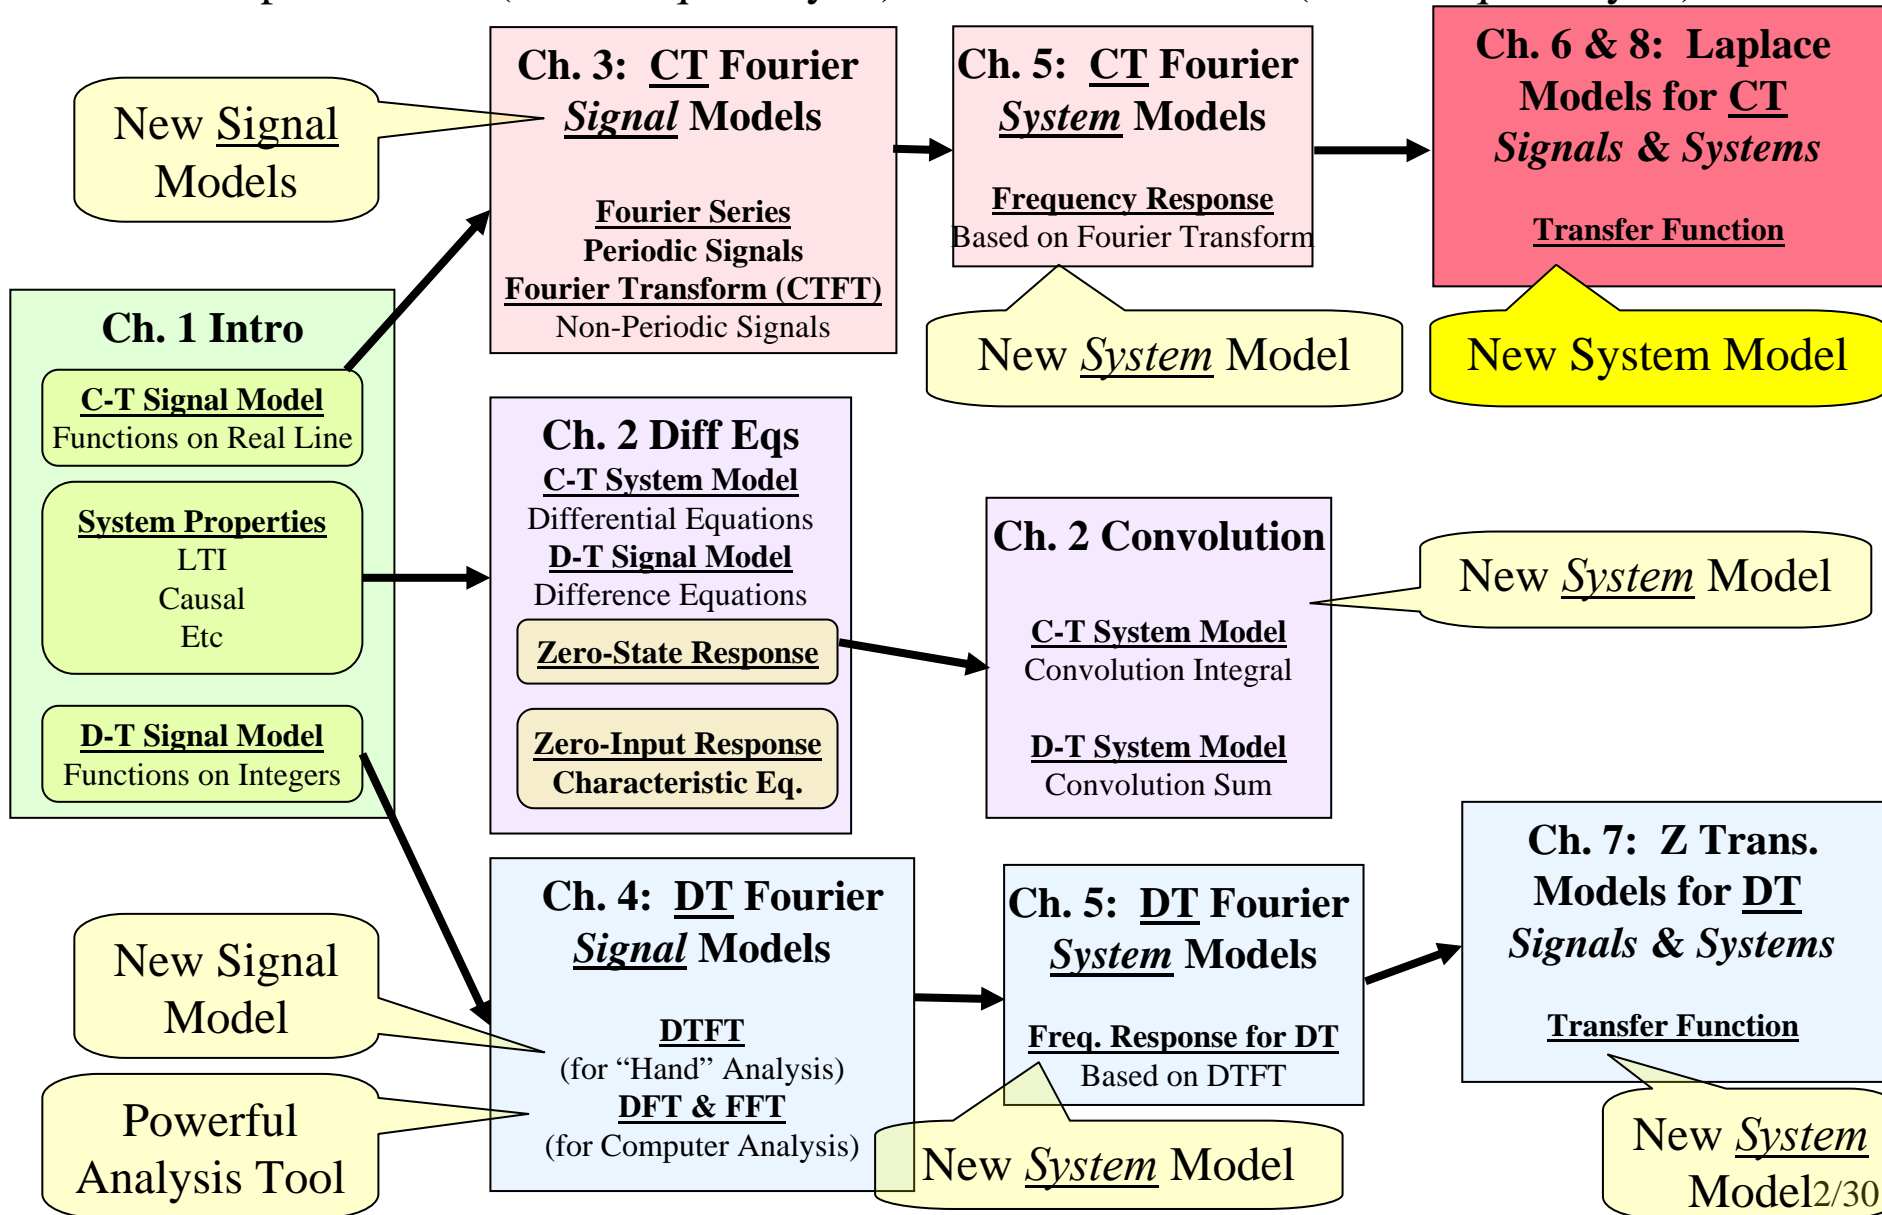 Ch. 3: CT Fourier
Signal Models
Fourier Series
Periodic Signals
Fourier Transform (CTFT)
Non-Periodic Signals
New Signal
Models
Ch. 5: CT Fourier
System Models
Frequency Response
Based on Fourier Transform
New System Model
Ch. 6 & 8: Laplace
Models for CT
Signals & Systems
Transfer Function
New System Model
Ch. 1 Intro
C-T Signal Model
Functions on Real Line
System Properties
LTI
Causal
Etc
D-T Signal Model
Functions on Integers
Ch. 2 Diff Eqs
C-T System Model
Differential Equations
D-T Signal Model
Difference Equations
Zero-State Response
Zero-Input Response
Characteristic Eq.
Ch. 2 Convolution
C-T System Model
Convolution Integral
D-T System Model
Convolution Sum
New System Model
Ch. 4: DT Fourier
Signal Models
DTFT
(for “Hand” Analysis)
DFT & FFT
(for Computer Analysis)
New Signal
Model
Powerful
Analysis Tool
Ch. 5: DT Fourier
System Models
Freq. Response for DT
Based on DTFT
New System Model
Ch. 7: Z Trans.
Models for DT
Signals & Systems
Transfer Function
New System
Model
2/30